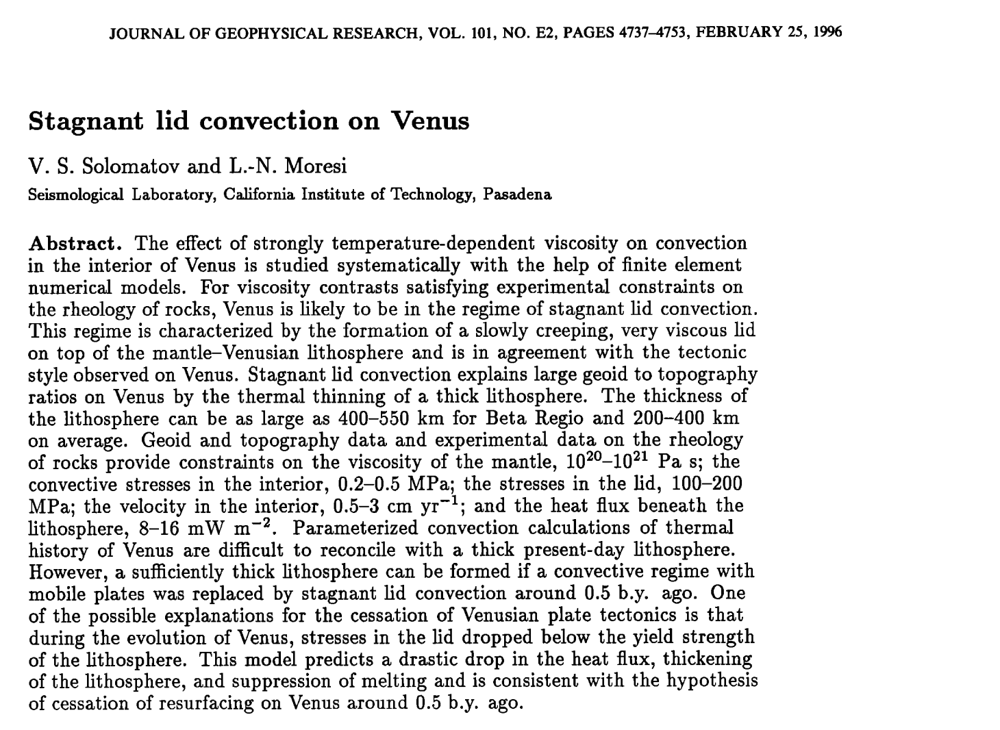 JOURNAL OF GEOPHYSICAL RESEARCH, VOL. 101, NO. E2, PAGES 4737–4753, FEBRUARY 25, 1996
Stagnant lid convection on Venus
V. S. Solomatov and L.-N. Moresi
Seismological Laboratory, California Institute of Technology, Pasadena
Abstract. The effect of strongly temperature-dependent viscosity on convection
in the interior of Venus is studied systematically with the help of finite element
numerical models. For viscosity contrasts satisfying experimental constraints on
the rheology of rocks, Venus is likely to be in the regime of stagnant lid convection.
This regime is characterized by the formation of a slowly creeping, very viscous lid
on top of the mantle–Venusian lithosphere and is in agreement with the tectonic
style observed on Venus. Stagnant lid convection explains large geoid to topography
ratios on Venus by the thermal thinning of a thick lithosphere. The thickness of
the lithosphere can be as large as 400–550 km for Beta Regio and 200–400 km
on average. Geoid and topography data and experimental data on the rheology
of rocks provide constraints on the viscosity of the mantle, 10²⁰–10²¹ Pa s; the
convective stresses in the interior, 0.2–0.5 MPa; the stresses in the lid, 100–200
MPa; the velocity in the interior, 0.5–3 cm yr⁻¹; and the heat flux beneath the
lithosphere, 8–16 mW m⁻². Parameterized convection calculations of thermal
history of Venus are difficult to reconcile with a thick present-day lithosphere.
However, a sufficiently thick lithosphere can be formed if a convective regime with
mobile plates was replaced by stagnant lid convection around 0.5 b.y. ago. One
of the possible explanations for the cessation of Venusian plate tectonics is that
during the evolution of Venus, stresses in the lid dropped below the yield strength
of the lithosphere. This model predicts a drastic drop in the heat flux, thickening
of the lithosphere, and suppression of melting and is consistent with the hypothesis
of cessation of resurfacing on Venus around 0.5 b.y. ago.